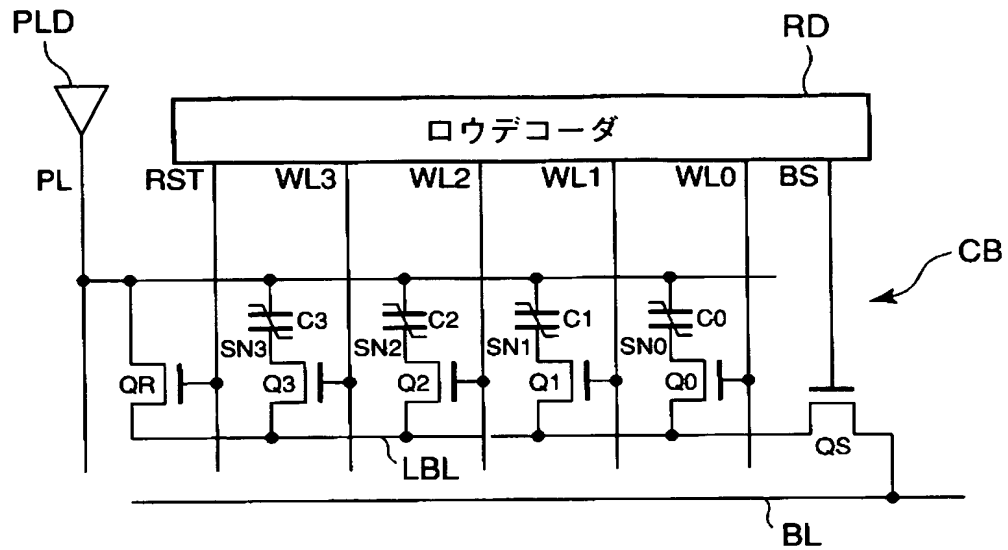 PLD
RD
ロウデコーダ
PL RST WL3 WL2 WL1 WL0 BS
CB
C3 C2 C1 C0
SN3 SN2 SN1 SN0
QR Q3 Q2 Q1 Q0
QS
LBL
BL